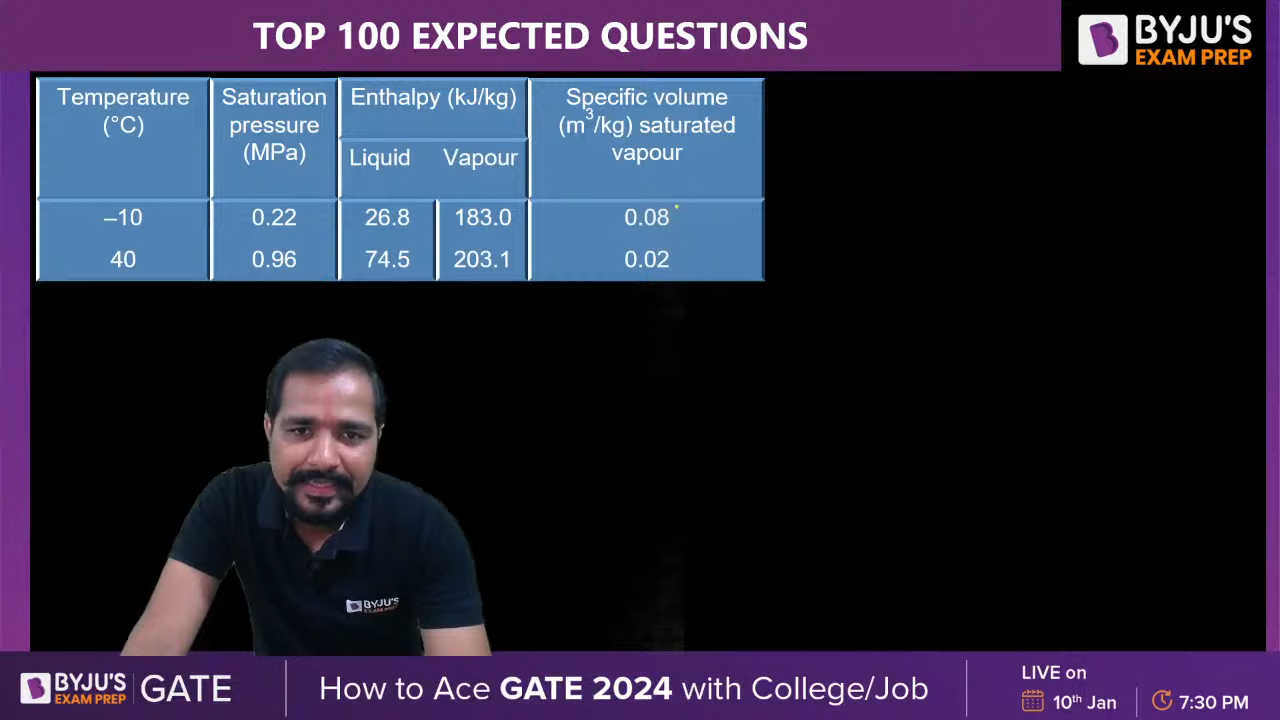 TOP 100 EXPECTED QUESTIONS
BYJU'S
EXAM PREP
Temperature
(°C)
Saturation
pressure
(MPa)
Enthalpy (kJ/kg)
Liquid Vapour
Specific volume
(m³/kg) saturated
vapour
–10 0.22 26.8 183.0 0.08
40 0.96 74.5 203.1 0.02
BYJU'S
EXAM PREP
BYJU'S
EXAM PREP
GATE
How to Ace GATE 2024 with College/Job
LIVE on
10th Jan
7:30 PM